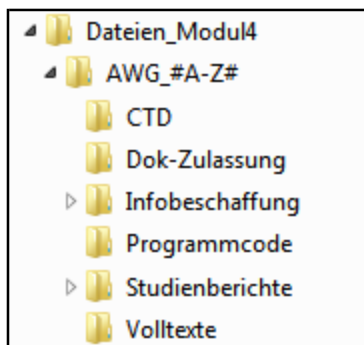 Dateien_Modul4
AWG_#A-Z#
CTD
Dok-Zulassung
Infobeschaffung
Programmcode
Studienberichte
Volltexte